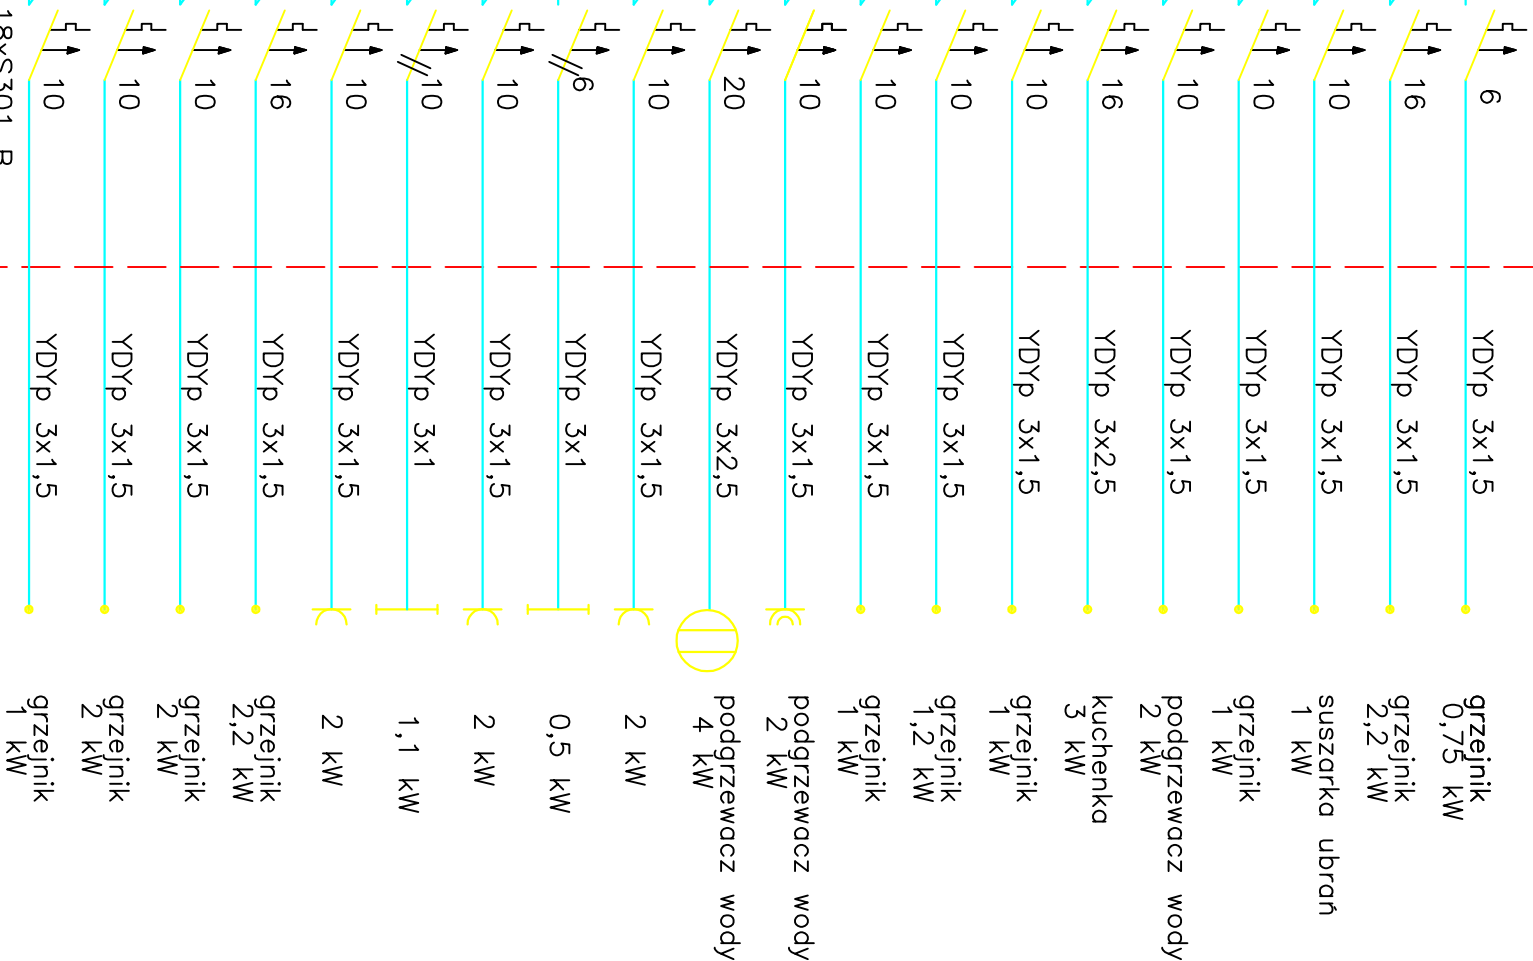 18xS301 B
10
10
10
16
10
10
10
6
10
20
10
10
10
10
16
10
10
10
16
6
YDYp 3x1,5
YDYp 3x1,5
YDYp 3x1,5
YDYp 3x1,5
YDYp 3x1,5
YDYp 3x1
YDYp 3x1,5
YDYp 3x1
YDYp 3x1,5
YDYp 3x2,5
YDYp 3x1,5
YDYp 3x1,5
YDYp 3x1,5
YDYp 3x1,5
YDYp 3x2,5
YDYp 3x1,5
YDYp 3x1,5
YDYp 3x1,5
YDYp 3x1,5
YDYp 3x1,5
grzejnik
1 kW
grzejnik
2 kW
grzejnik
2 kW
grzejnik
2,2 kW
2 kW
1,1 kW
2 kW
0,5 kW
2 kW
podgrzewacz wody
4 kW
podgrzewacz wody
2 kW
grzejnik
1 kW
grzejnik
1,2 kW
grzejnik
1 kW
kuchenka
3 kW
podgrzewacz wody
2 kW
grzejnik
1 kW
suszarka ubrań
1 kW
grzejnik
2,2 kW
grzejnik
0,75 kW